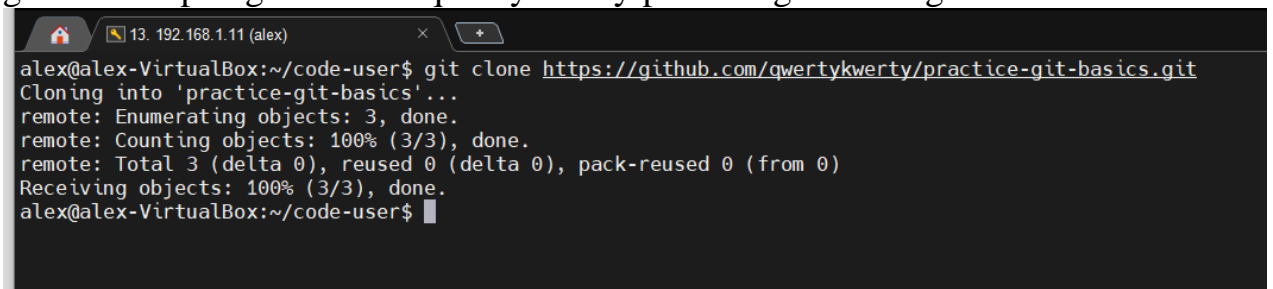 13. 192.168.1.11 (alex)
alex@alex-VirtualBox:~/code-user$ git clone https://github.com/qwertykwerty/practice-git-basics.git
Cloning into 'practice-git-basics'...
remote: Enumerating objects: 3, done.
remote: Counting objects: 100% (3/3), done.
remote: Total 3 (delta 0), reused 0 (delta 0), pack-reused 0 (from 0)
Receiving objects: 100% (3/3), done.
alex@alex-VirtualBox:~/code-user$